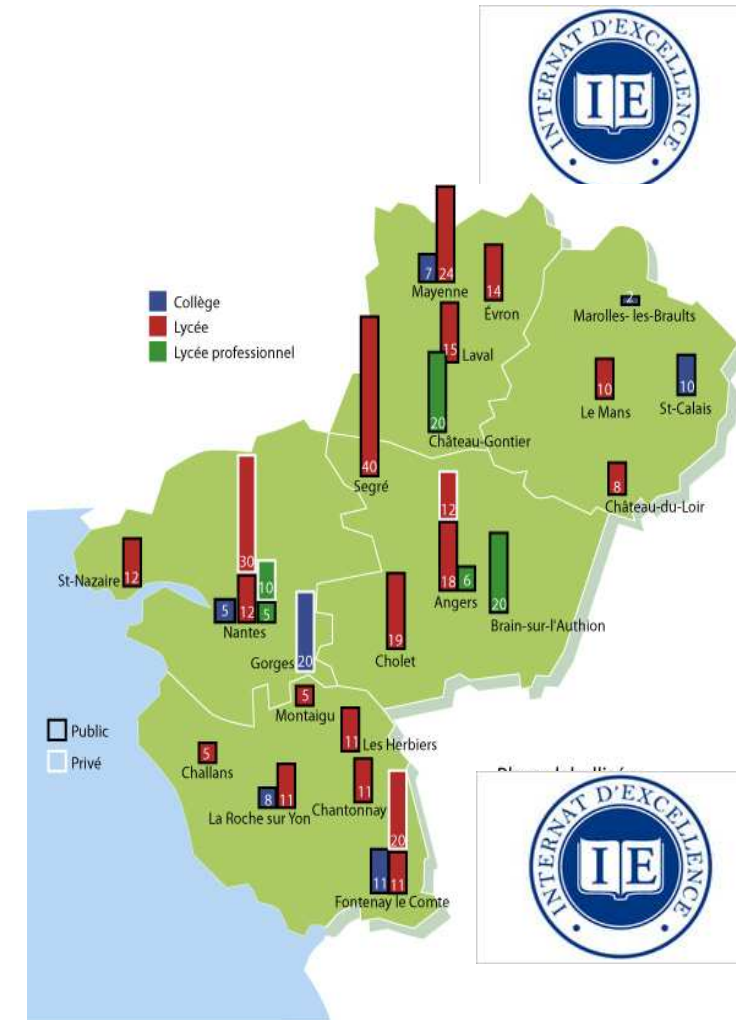 INTERNAT D'EXCELLENCE
IE
7
24
Mayenne
14
Évron
2
Marolles- les-Braults
Collège
Lycée
Lycée professionnel
15
Laval
20
Château-Gontier
10
Le Mans
10
St-Calais
40
Segré
8
Château-du-Loir
12
St-Nazaire
30
10
5
12
5
Nantes
12
18
6
Angers
20
Brain-sur-l'Authion
19
Cholet
Gorges
20
5
Montaigu
Public
Privé
11
Les Herbiers
5
Challans
8
11
La Roche sur Yon
11
Chantonnay
20
11
11
Fontenay le Comte
INTERNAT D'EXCELLENCE
IE